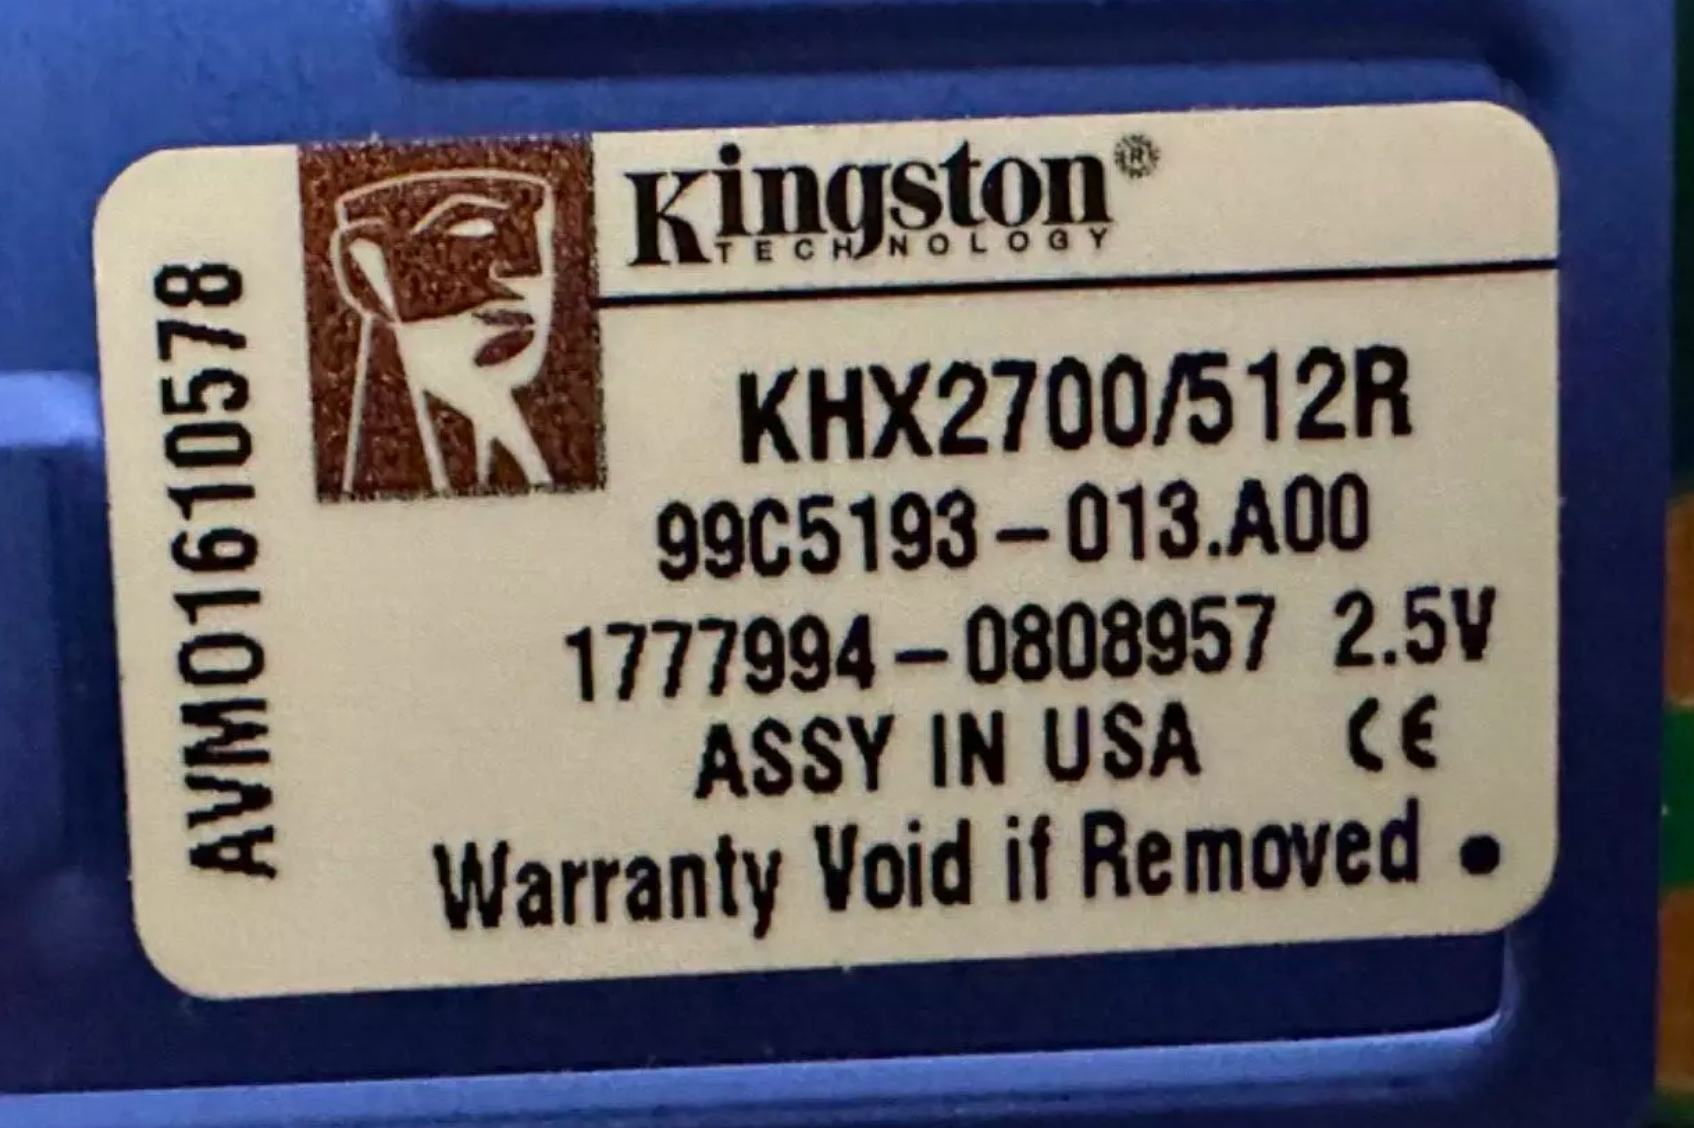 Kingston®
TECHNOLOGY
KHX2700/512R
99C5193-013.A00
1777994-0808957 2.5V
ASSY IN USA CE
Warranty Void if Removed
AVM01610578